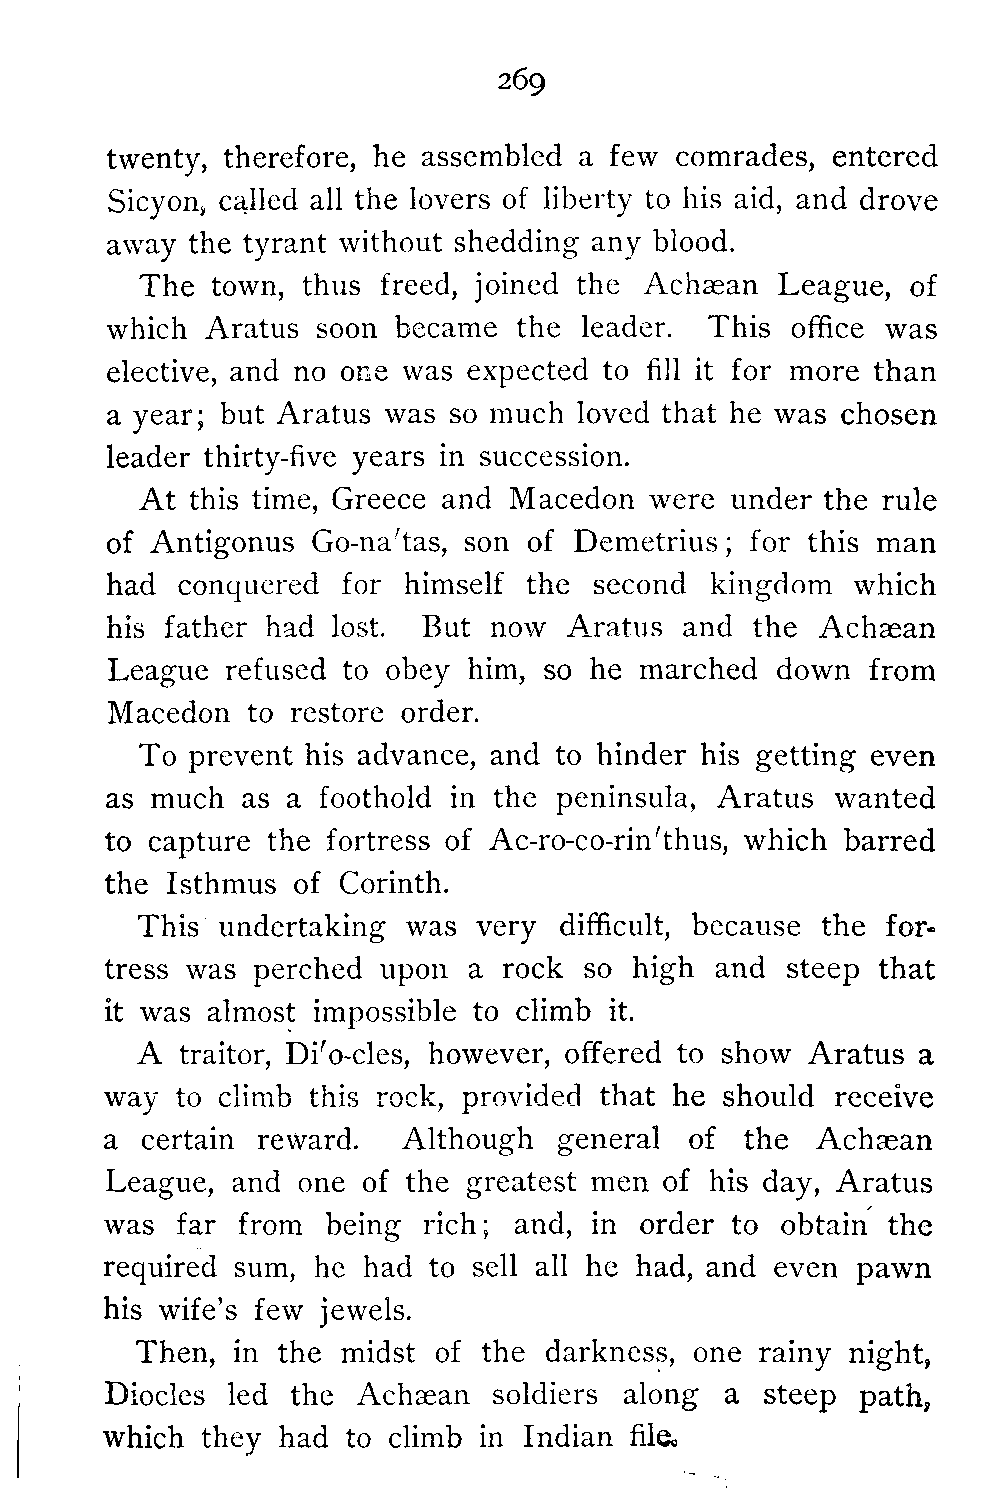 269
twenty, therefore, he assembled a few comrades, entered
Sicyon, called all the lovers of liberty to his aid, and drove
away the tyrant without shedding any blood.
The town, thus freed, joined the Achæan League, of
which Aratus soon became the leader. This office was
elective, and no one was expected to fill it for more than
a year; but Aratus was so much loved that he was chosen
leader thirty-five years in succession.
At this time, Greece and Macedon were under the rule
of Antigonus Go-na′tas, son of Demetrius; for this man
had conquered for himself the second kingdom which
his father had lost. But now Aratus and the Achæan
League refused to obey him, so he marched down from
Macedon to restore order.
To prevent his advance, and to hinder his getting even
as much as a foothold in the peninsula, Aratus wanted
to capture the fortress of Ac-ro-co-rin′thus, which barred
the Isthmus of Corinth.
This undertaking was very difficult, because the for-
tress was perched upon a rock so high and steep that
it was almost impossible to climb it.
A traitor, Di′o-cles, however, offered to show Aratus a
way to climb this rock, provided that he should receive
a certain reward. Although general of the Achæan
League, and one of the greatest men of his day, Aratus
was far from being rich; and, in order to obtain the
required sum, he had to sell all he had, and even pawn
his wife's few jewels.
Then, in the midst of the darkness, one rainy night,
Diocles led the Achæan soldiers along a steep path,
which they had to climb in Indian file.